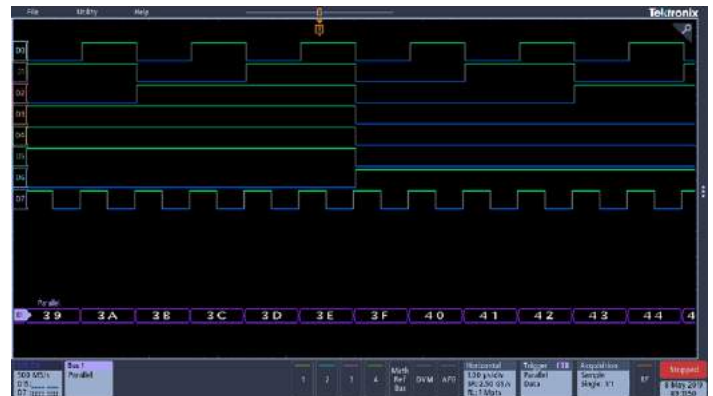 File Utility Help
Tektronix
D0
D1
D2
D3
D4
D5
D6
D7
Parallel
39 3A 3B 3C 3D 3E 3F 40 41 42 43 44 4
Bus 1
Parallel
500 MS/s
1 2 3 4
Math
Ref
Bus
DVM AFG
Horizontal
Trigger
Parallel
Data
Acquisition
Sample
Single: 1/1
RF
Stopped
8 May 2019